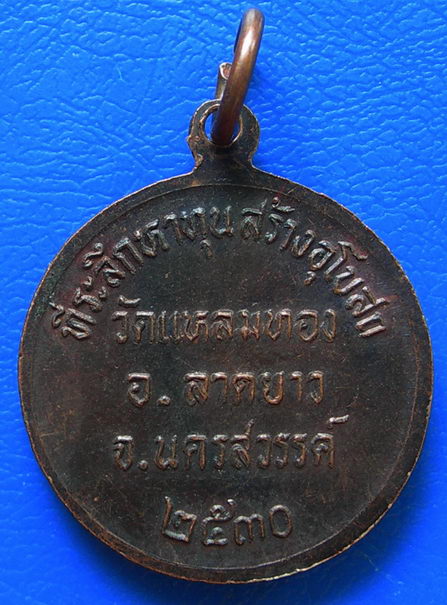 ที่ระลึกหาทุนสร้างอุโบสถ
วัดแหลมทอง
อ.ลาดยาว
จ.นครสวรรค์
๒๕๓๐